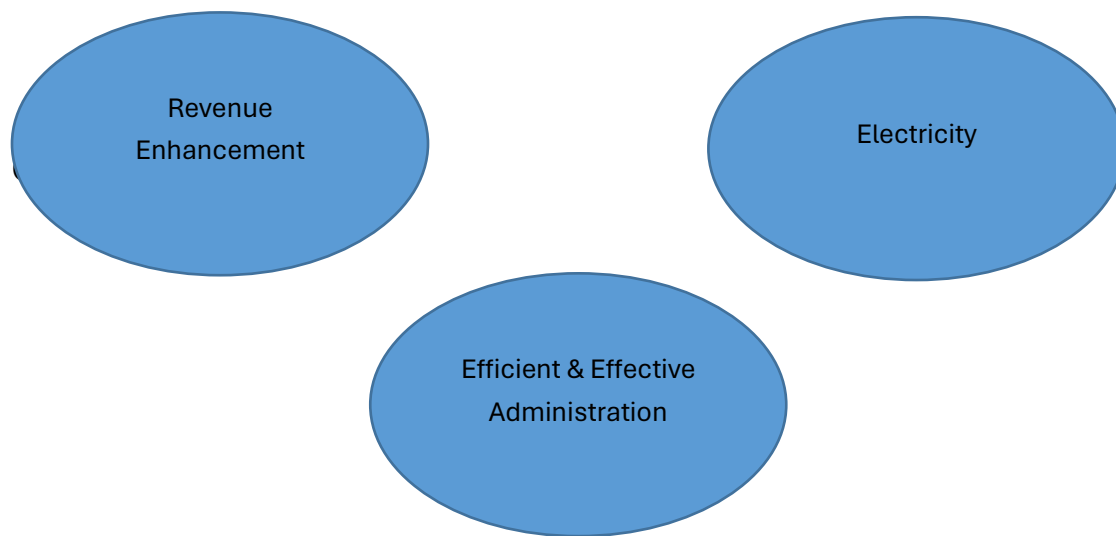 Revenue
Enhancement
Electricity
Efficient & Effective
Administration